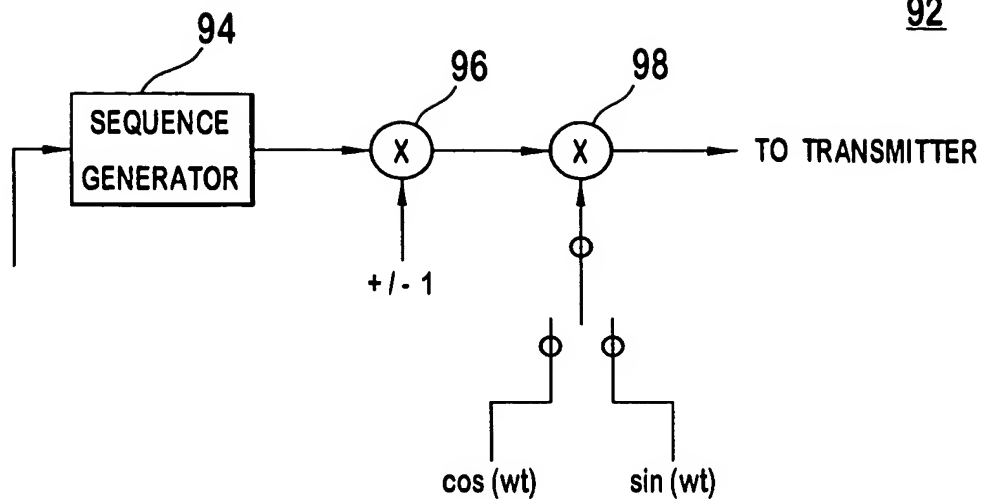 92
94
96
98
SEQUENCE
GENERATOR
X
X
TO TRANSMITTER
+/- 1
cos (wt)
sin (wt)